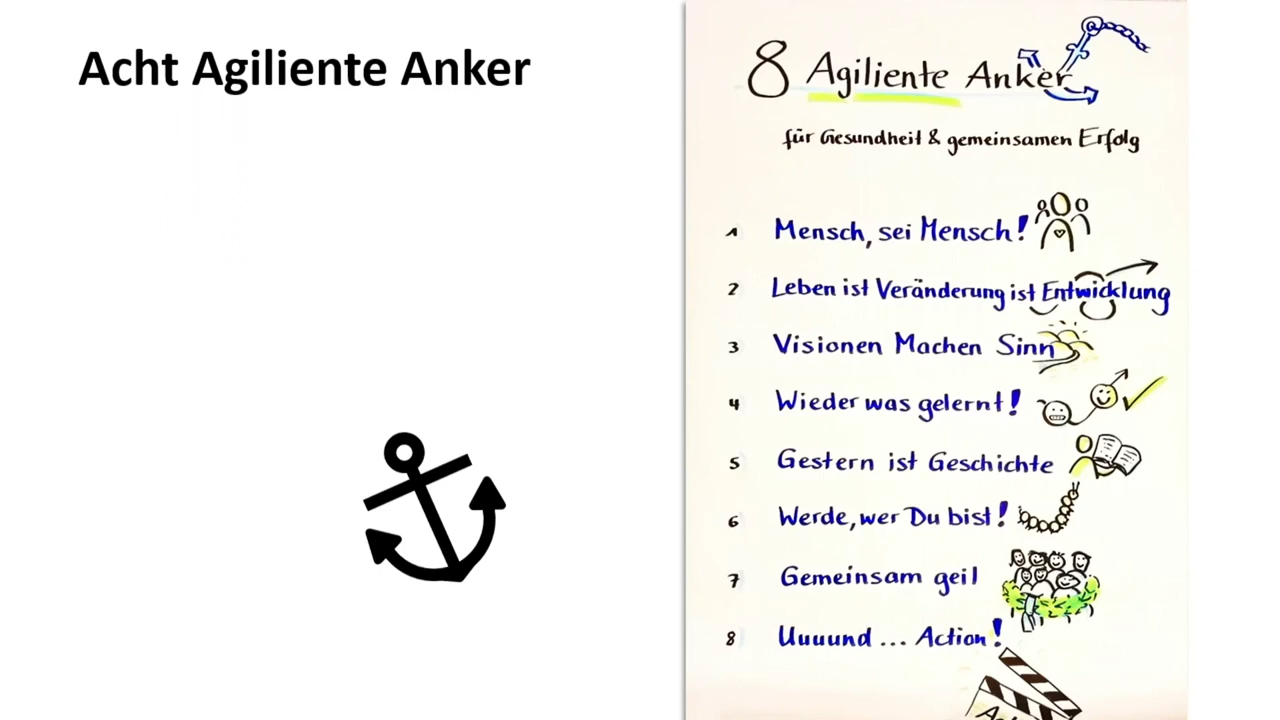 Acht Agiliente Anker
8 Agiliente Anker
für Gesundheit & gemeinsamen Erfolg
1 Mensch, sei Mensch!
2 Leben ist Veränderung ist Entwicklung
3 Visionen Machen Sinn
4 Wieder was gelernt!
5 Gestern ist Geschichte
6 Werde, wer Du bist!
7 Gemeinsam geil
8 Uuuund... Action!